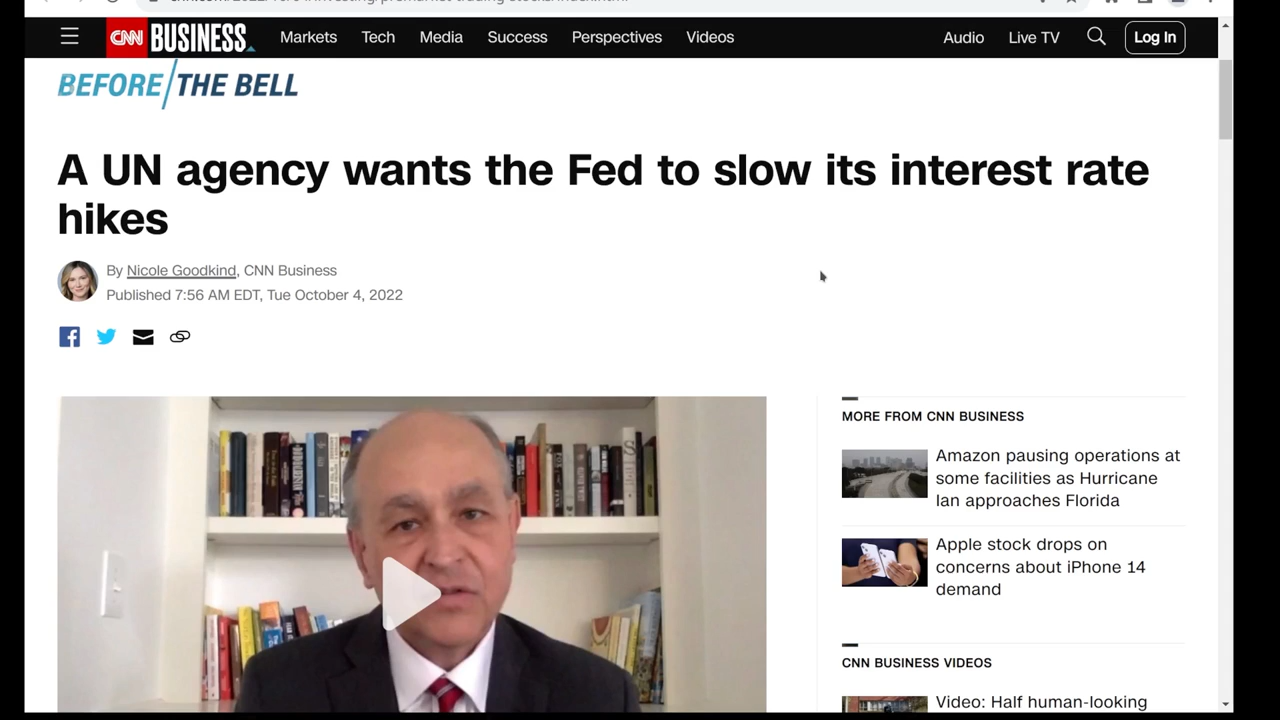 CNN BUSINESS
Markets Tech Media Success Perspectives Videos
Audio Live TV Log In
BEFORE/THE BELL
A UN agency wants the Fed to slow its interest rate
hikes
By Nicole Goodkind, CNN Business
Published 7:56 AM EDT, Tue October 4, 2022
MORE FROM CNN BUSINESS
Amazon pausing operations at
some facilities as Hurricane
Ian approaches Florida
Apple stock drops on
concerns about iPhone 14
demand
CNN BUSINESS VIDEOS
Video: Half human-looking